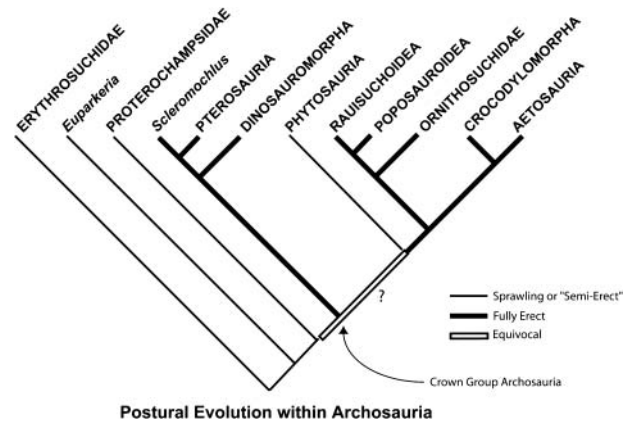 ERYTHROSUCHIDAE
Euparkeria
PROTEROCHAMPSIDAE
Scleromochlus
PTEROSAURIA
DINOSAUROMORPHA
PHYTOSAURIA
RAUISUCHOIDEA
POPOSAUROIDEA
ORNITHOSUCHIDAE
CROCODYLOMORPHA
AETOSAURIA
?
Sprawling or "Semi-Erect"
Fully Erect
Equivocal
Crown Group Archosauria
Postural Evolution within Archosauria